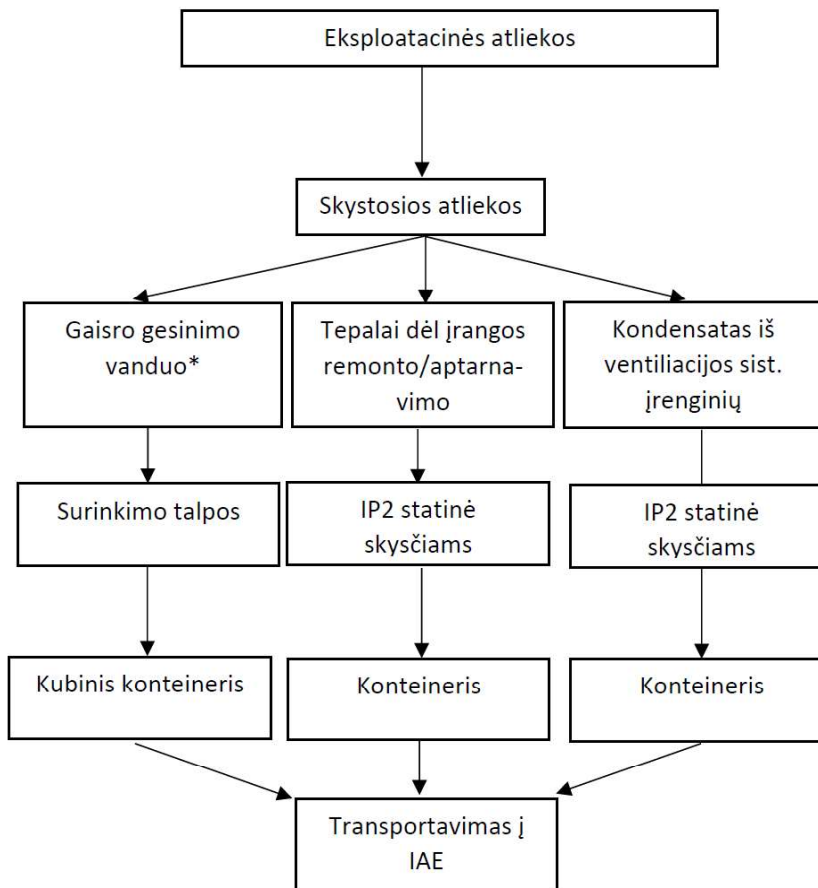 Eksploatacinės atliekos
Skystosios atliekos
Gaisro gesinimo
vanduo*
Tepalai dėl įrangos
remonto/aptarna-
vimo
Kondensatas iš
ventiliacijos sist.
įrenginių
Surinkimo talpos
IP2 statinė
skysčiams
IP2 statinė
skysčiams
Kubinis konteineris
Konteineris
Konteineris
Transportavimas į
IAE